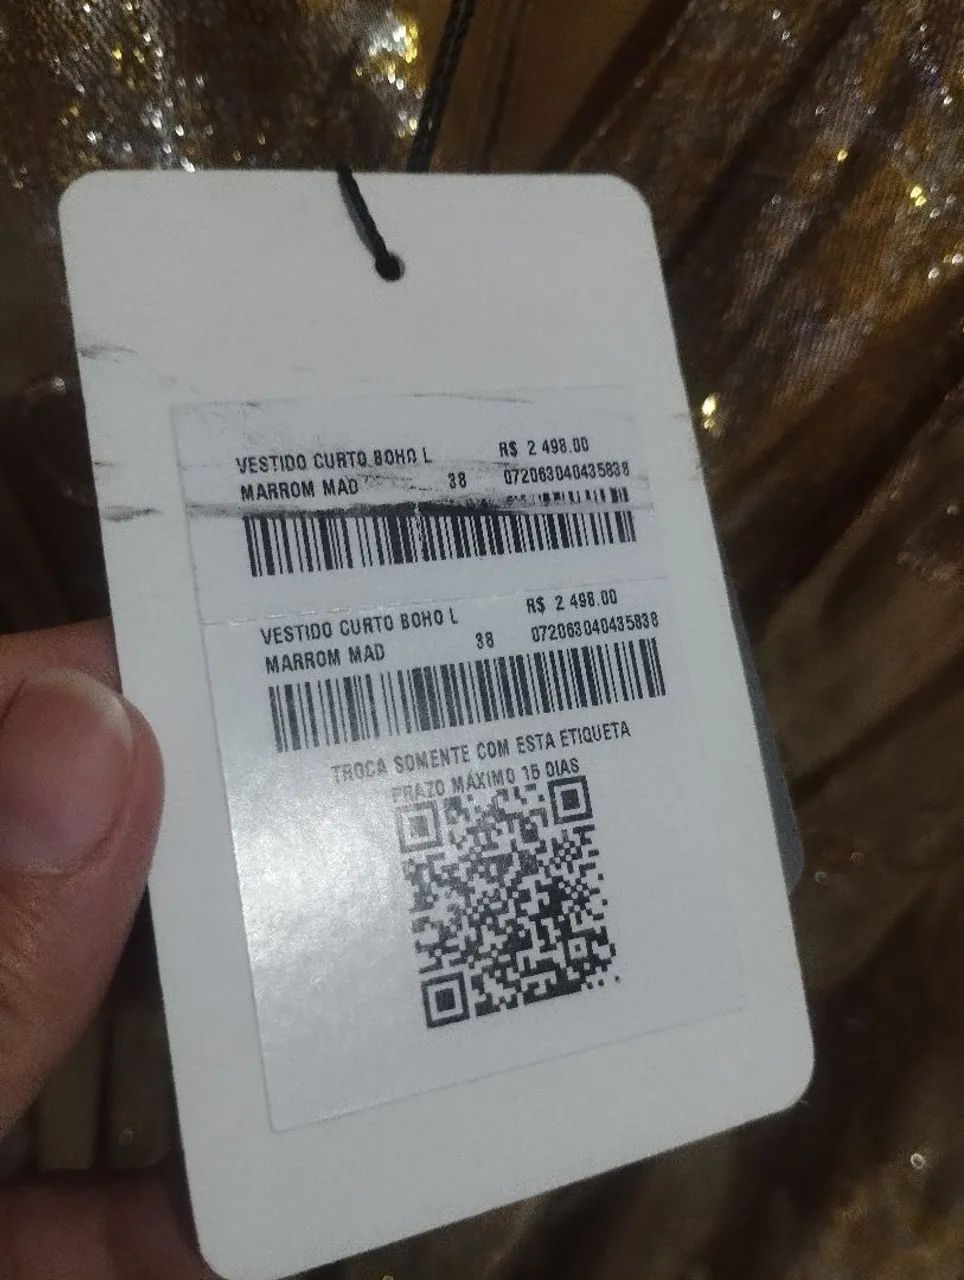 VESTIDO CURTO BOHO L R$ 2 498.00
MARROM MAD 38 072063040435838
VESTIDO CURTO BOHO L R$ 2 498.00
MARROM MAD 38 072063040435838
TROCA SOMENTE COM ESTA ETIQUETA
PRAZO MÁXIMO 15 DIAS